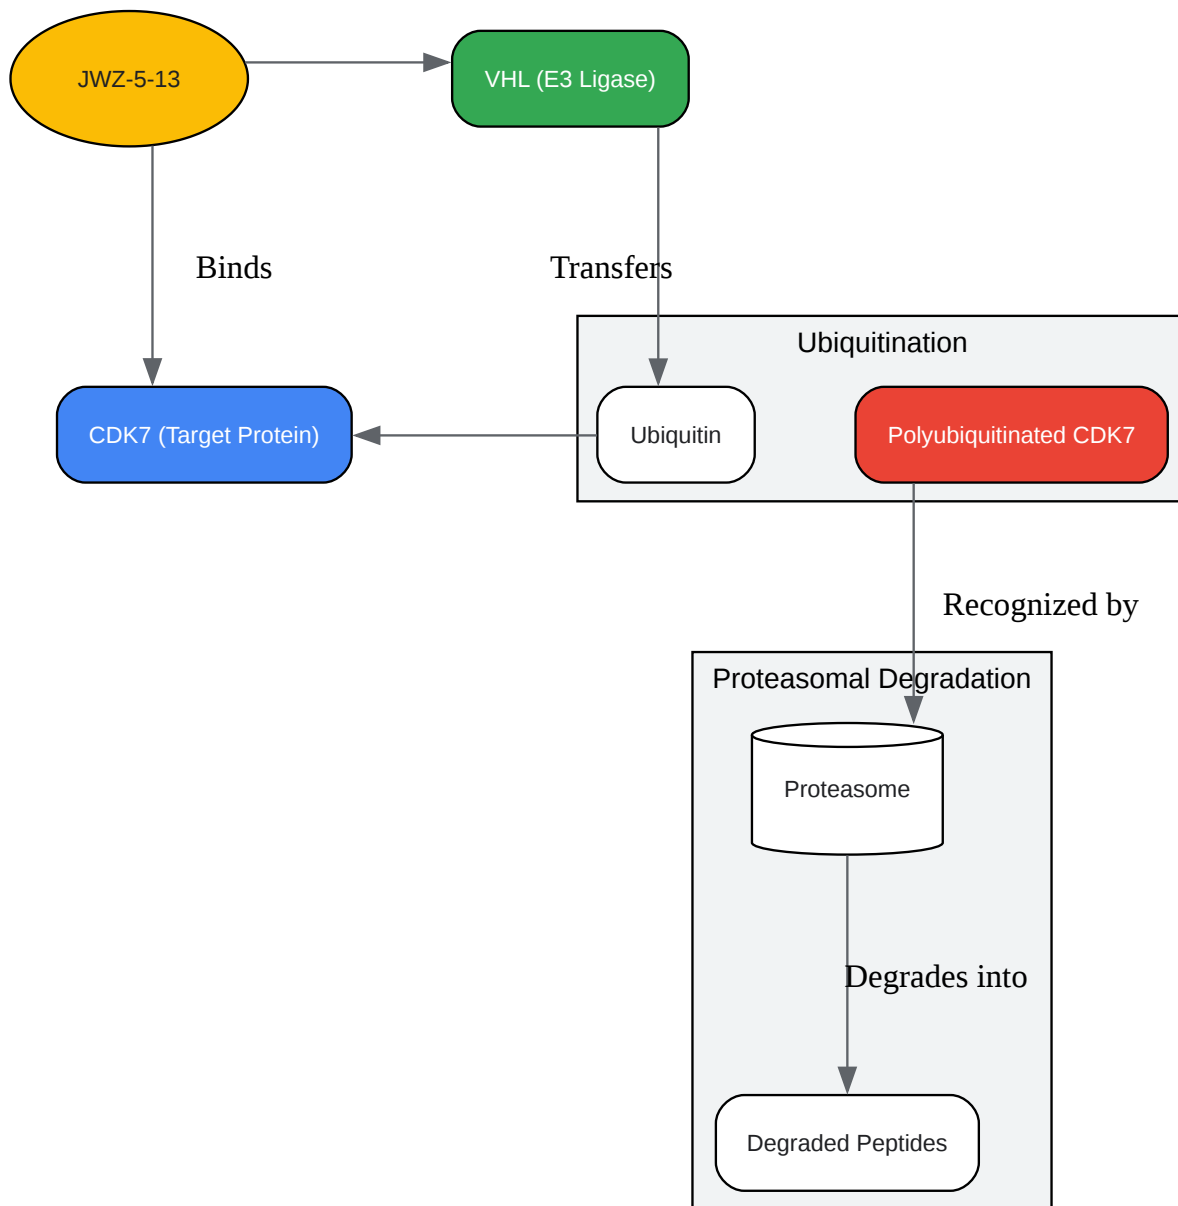 JWZ-5-13
VHL (E3 Ligase)
Binds
Transfers
Ubiquitination
CDK7 (Target Protein)
Ubiquitin
Polyubiquitinated CDK7
Recognized by
Proteasomal Degradation
Proteasome
Degrades into
Degraded Peptides